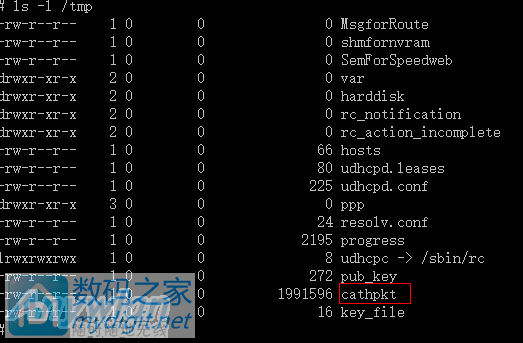 # ls -l /tmp
-rw-r--r-- 1 0 0 0 MsgforRoute
-rw-r--r-- 1 0 0 0 shmfornvram
-rw-r--r-- 1 0 0 0 SemForSpeedweb
drwxr-xr-x 2 0 0 0 var
drwxr-xr-x 2 0 0 0 harddisk
drwxr-xr-x 2 0 0 0 rc_notification
drwxr-xr-x 2 0 0 0 rc_action_incomplete
-rw-r--r-- 1 0 0 66 hosts
-rw-r--r-- 1 0 0 80 udhcpd.leases
-rw-r--r-- 1 0 0 225 udhcpd.conf
drwxr-xr-x 3 0 0 0 ppp
-rw-r--r-- 1 0 0 24 resolv.conf
-rw-r--r-- 1 0 0 2195 progress
lrwxrwxrwx 1 0 0 8 udhcpc -> /sbin/rc
-rw-r--r-- 1 0 0 272 pub_key
-rw-r--r-- 1 0 0 1991596 cathpkt
-rw-r--r-- 1 0 0 16 key_file
#
数码之家